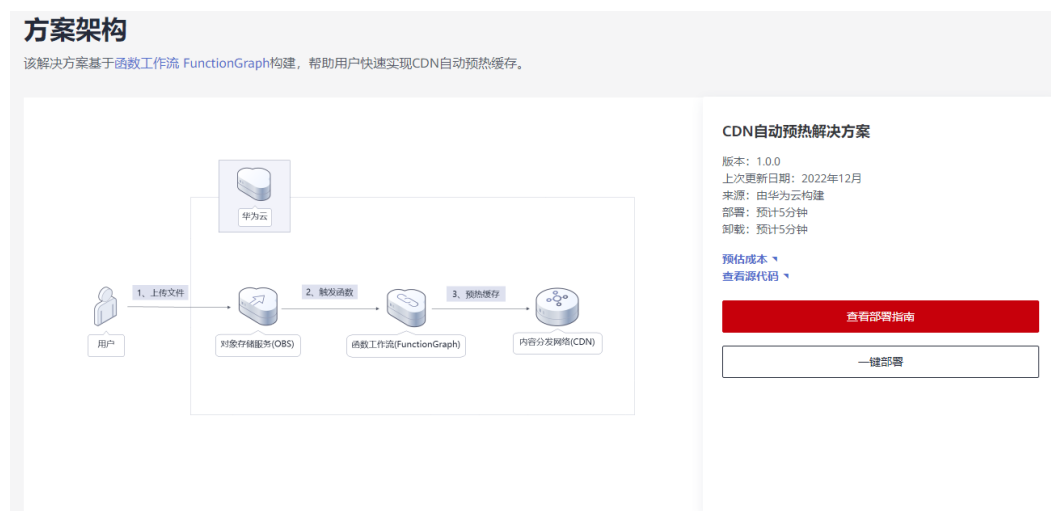 方案架构
该解决方案基于函数工作流 FunctionGraph构建，帮助用户快速实现CDN自动预热缓存。
华为云
1、上传文件
2、触发函数
3、预热缓存
用户
对象存储服务(OBS)
函数工作流(FunctionGraph)
内容分发网络(CDN)
CDN自动预热解决方案
版本：1.0.0
上次更新日期：2022年12月
来源：由华为云构建
部署：预计5分钟
卸载：预计5分钟
预估成本
查看源代码
查看部署指南
一键部署